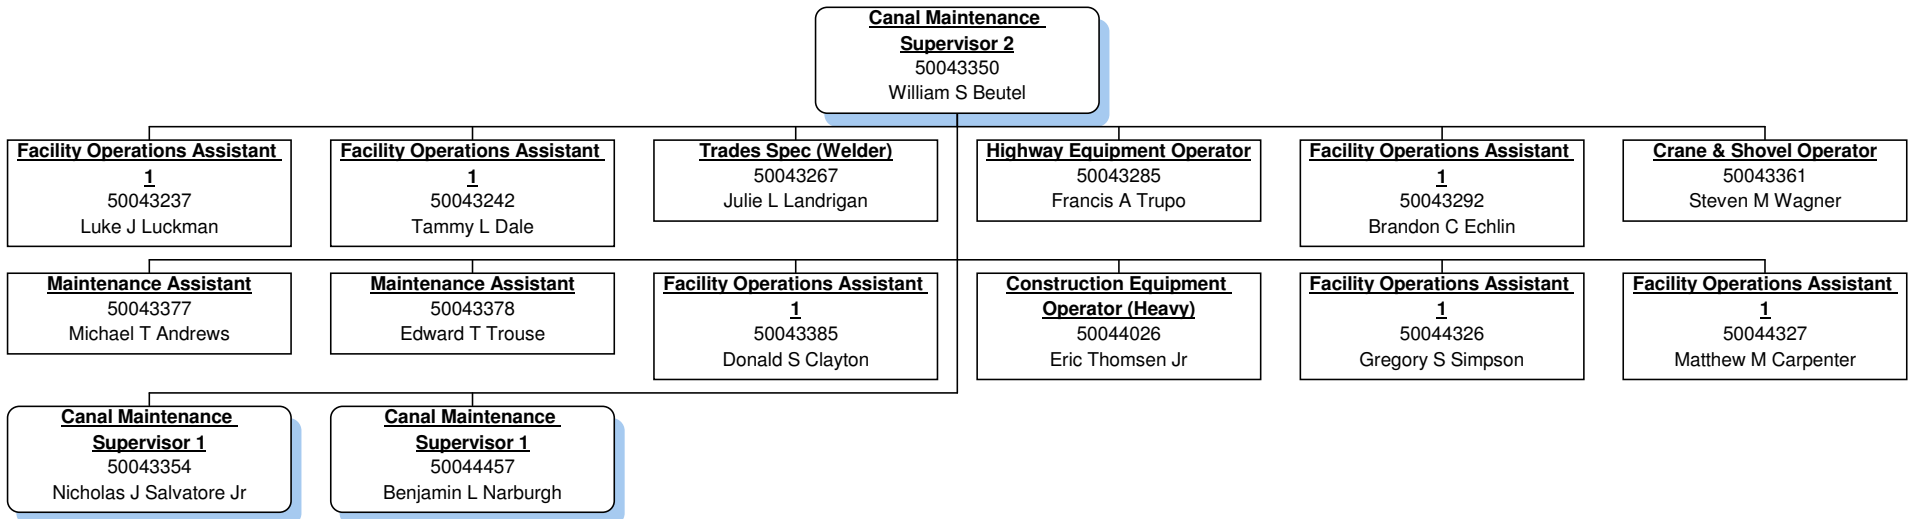 Canal Maintenance
Supervisor 2
50043350
William S Beutel
Facility Operations Assistant
1
50043237
Luke J Luckman
Facility Operations Assistant
1
50043242
Tammy L Dale
Trades Spec (Welder)
50043267
Julie L Landrigan
Highway Equipment Operator
50043285
Francis A Trupo
Facility Operations Assistant
1
50043292
Brandon C Echlin
Crane & Shovel Operator
50043361
Steven M Wagner
Maintenance Assistant
50043377
Michael T Andrews
Maintenance Assistant
50043378
Edward T Trouse
Facility Operations Assistant
1
50043385
Donald S Clayton
Construction Equipment
Operator (Heavy)
50044026
Eric Thomsen Jr
Facility Operations Assistant
1
50044326
Gregory S Simpson
Facility Operations Assistant
1
50044327
Matthew M Carpenter
Canal Maintenance
Supervisor 1
50043354
Nicholas J Salvatore Jr
Canal Maintenance
Supervisor 1
50044457
Benjamin L Narburgh